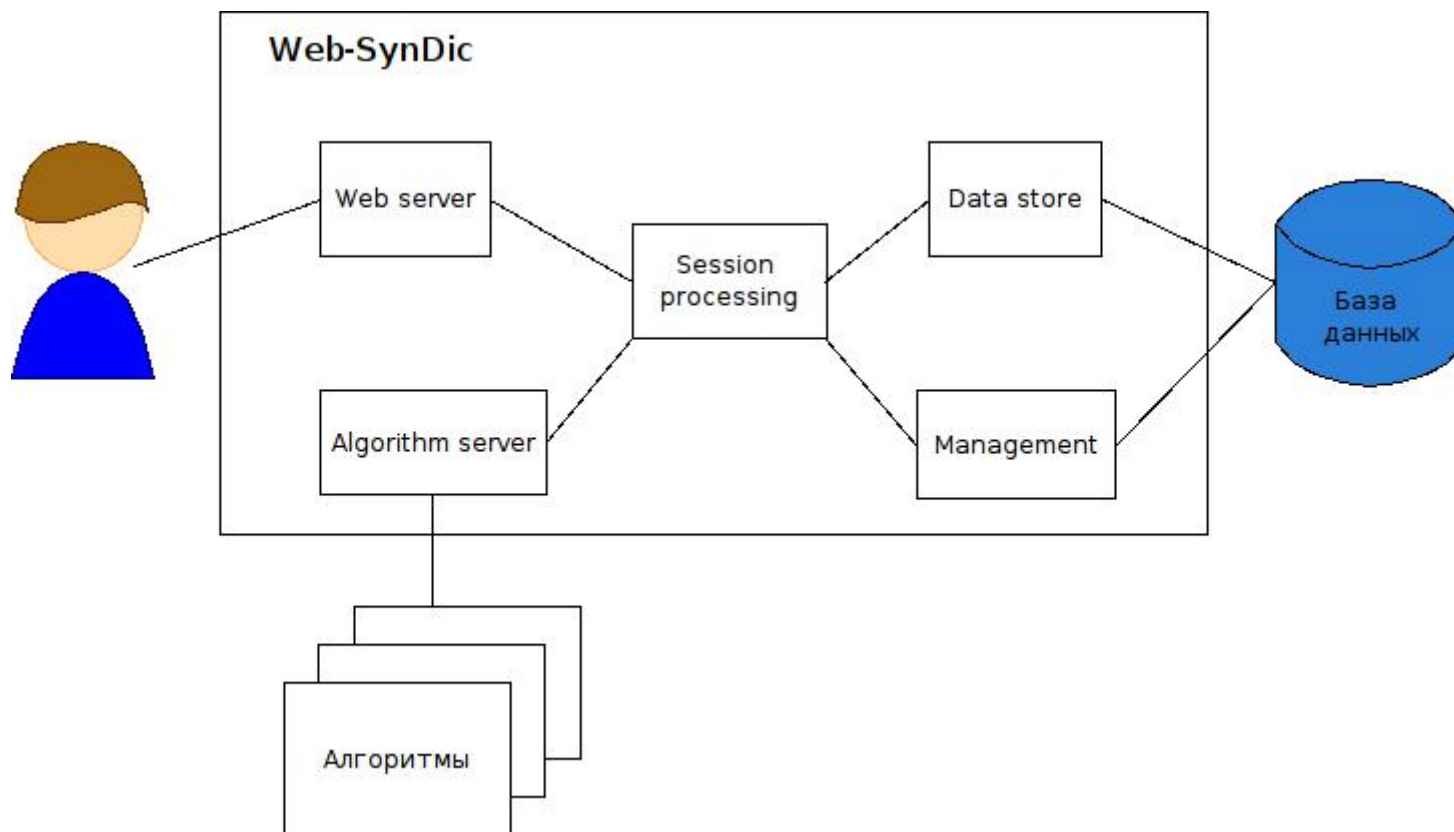 Web-SynDic
Web server
Data store
Session
processing
База
данных
Algorithm server
Management
Алгоритмы